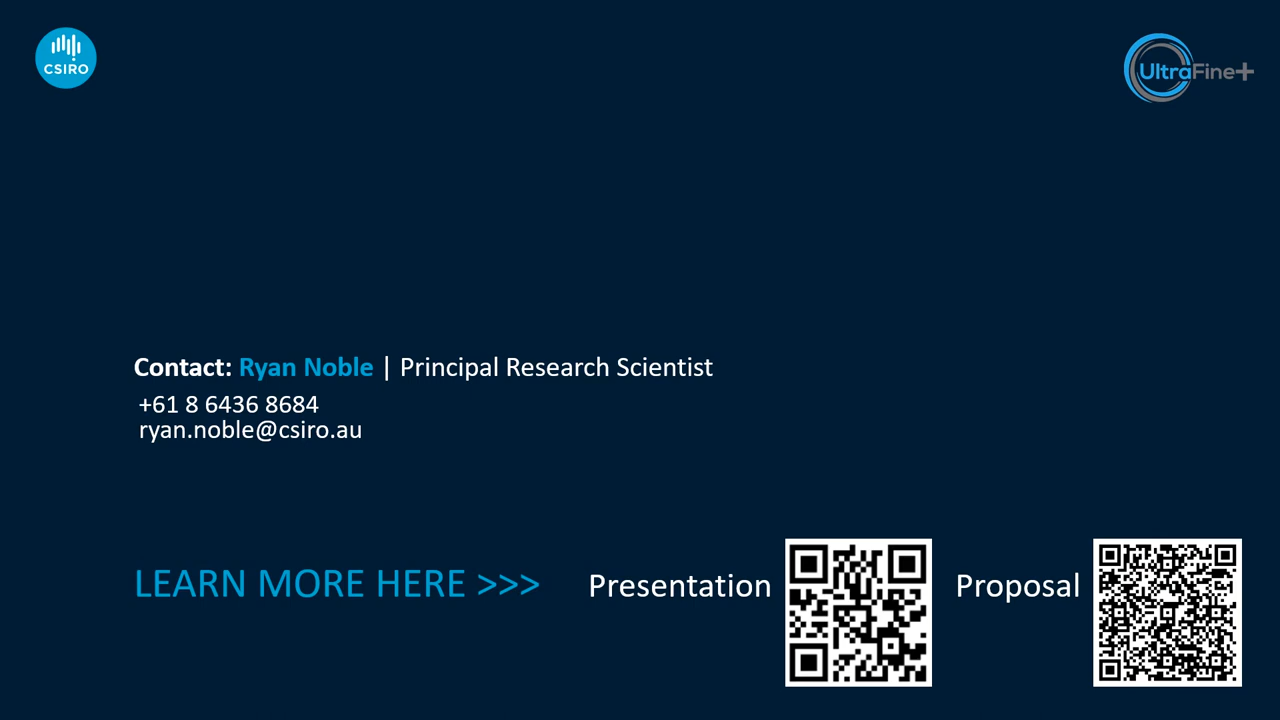 CSIRO
UltraFine+
Contact: Ryan Noble | Principal Research Scientist
+61 8 6436 8684
ryan.noble@csiro.au
LEARN MORE HERE >>> Presentation Proposal